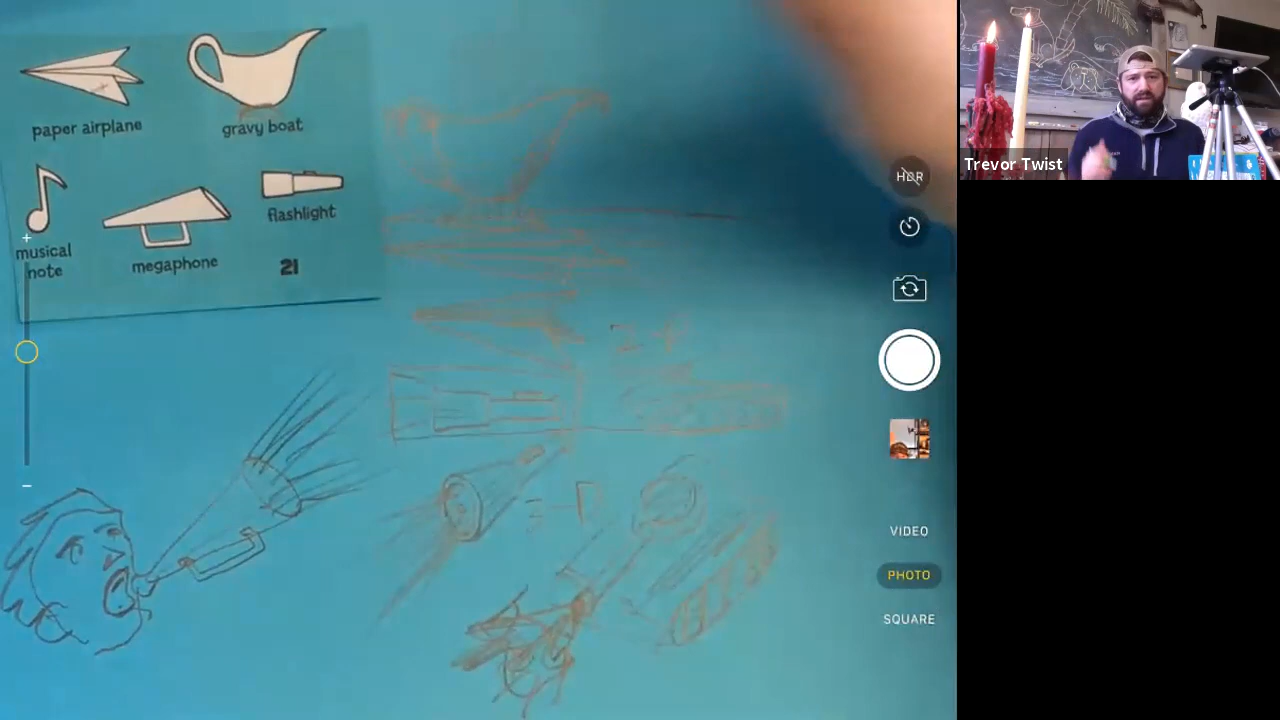 paper airplane
gravy boat
musical
note
megaphone
flashlight
21
HDR
VIDEO
PHOTO
SQUARE
Trevor Twist